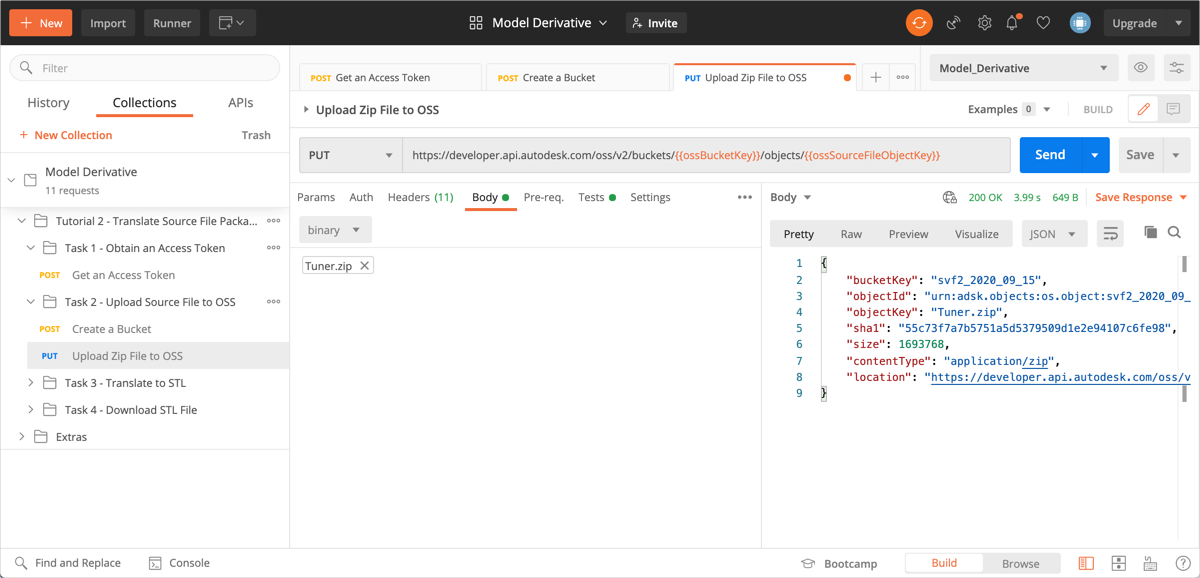 New
Import
Runner
Model Derivative
Invite
Upgrade
Filter
History
Collections
APIs
+ New Collection
Trash
Model Derivative
11 requests
Tutorial 2 - Translate Source File Packa...
Task 1 - Obtain an Access Token
POST Get an Access Token
Task 2 - Upload Source File to OSS
POST Create a Bucket
PUT Upload Zip File to OSS
Task 3 - Translate to STL
Task 4 - Download STL File
Extras
POST Get an Access Token
POST Create a Bucket
PUT Upload Zip File to OSS
Model_Derivative
Upload Zip File to OSS
Examples 0
BUILD
PUT
https://developer.api.autodesk.com/oss/v2/buckets/{{ossBucketKey}}/objects/{{ossSourceFileObjectKey}}
Send
Save
Params Auth Headers (11) Body Pre-req. Tests Settings
binary
Tuner.zip
Body
200 OK 3.99 s 649 B
Save Response
Pretty Raw Preview Visualize
JSON
1 {
2 "bucketKey": "svf2_2020_09_15",
3 "objectId": "urn:adsk.objects:os.object:svf2_2020_09_
4 "objectKey": "Tuner.zip",
5 "sha1": "55c73f7a7b5751a5d5379509d1e2e94107c6fe98",
6 "size": 1693768,
7 "contentType": "application/zip",
8 "location": "https://developer.api.autodesk.com/oss/v
9 }
Find and Replace
Console
Bootcamp
Build
Browse